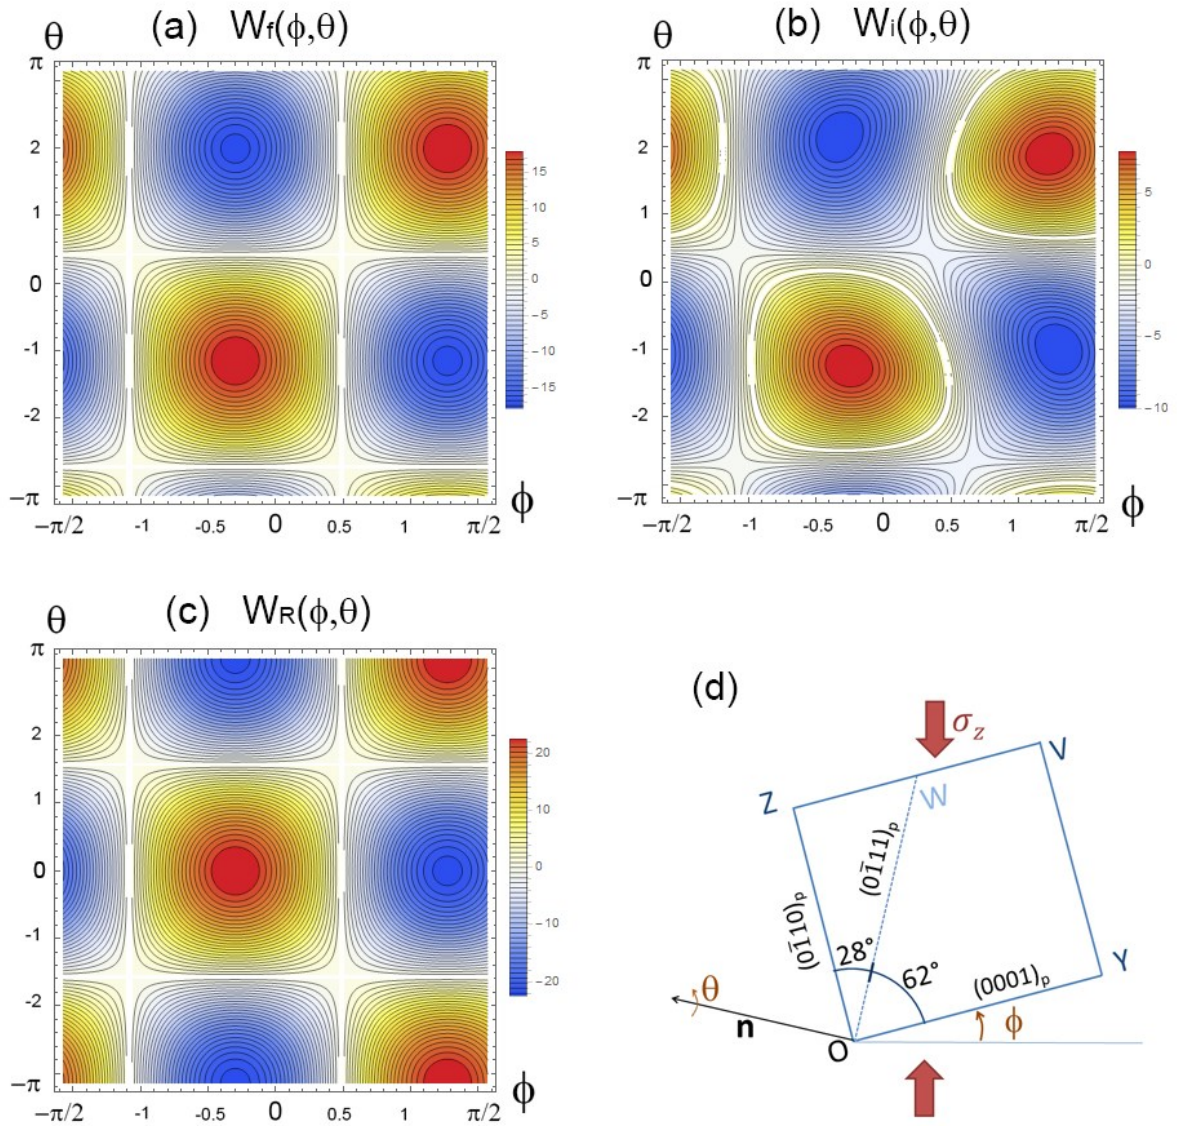 (a) Wf(ϕ,θ)
θ
π
2
1
0
-1
-2
−π
−π/2 -1 -0.5 0 0.5 1 π/2 ϕ
15
10
5
0
−5
−10
−15
(b) Wi(ϕ,θ)
θ
π
2
1
0
-1
-2
−π
−π/2 -1 -0.5 0 0.5 1 π/2 ϕ
5
0
−5
−10
(c) WR(ϕ,θ)
θ
π
2
1
0
-1
-2
−π
−π/2 -1 -0.5 0 0.5 1 π/2 ϕ
20
10
0
−10
−20
(d)
σz
V
Z
W
(01̅11)p
(01̅10)p
28°
62°
Y
(0001)p
θ
n
O
ϕ